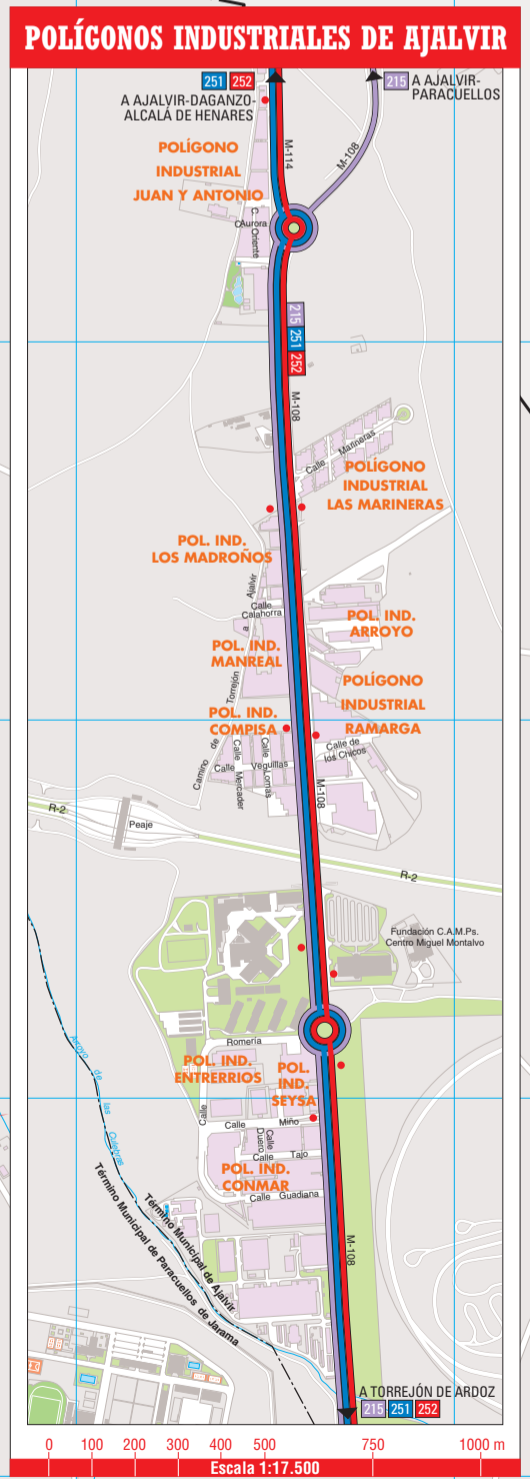 POLÍGONOS INDUSTRIALES DE AJALVIR
251 252
A AJALVIR-DAGANZO-
ALCALÁ DE HENARES
215 A AJALVIR-
PARACUELLOS
M-114
M-108
POLÍGONO
INDUSTRIAL
JUAN Y ANTONIO
C. Aurora
C. Oriente
215 251 252
M-108
Calle Marineras
POLÍGONO
INDUSTRIAL
LAS MARINERAS
POL. IND.
LOS MADROÑOS
Calle
Calahorra
POL. IND.
ARROYO
POL. IND.
MANREAL
POLÍGONO
INDUSTRIAL
RAMARGA
Camino de Torrejón a Ajalvir
POL. IND.
COMPISA
Calle de
los Chicos
Calle Veguillas
Calle Mercader
Calle Lomas
M-108
R-2
Peaje
R-2
Fundación C.A.M.Ps.
Centro Miguel Montalvo
Calle Romería
POL. IND.
ENTRERRIOS
POL.
IND.
SEYSA
Calle Miño
Calle Duero
Calle Tajo
POL. IND.
CONMAR
Calle Guadiana
Arroyo de las Culebras
Término Municipal de Ajalvir
Término Municipal de Paracuellos de Jarama
M-108
A TORREJÓN DE ARDOZ
215 251 252
0 100 200 300 400 500 750 1000 m
Escala 1:17.500